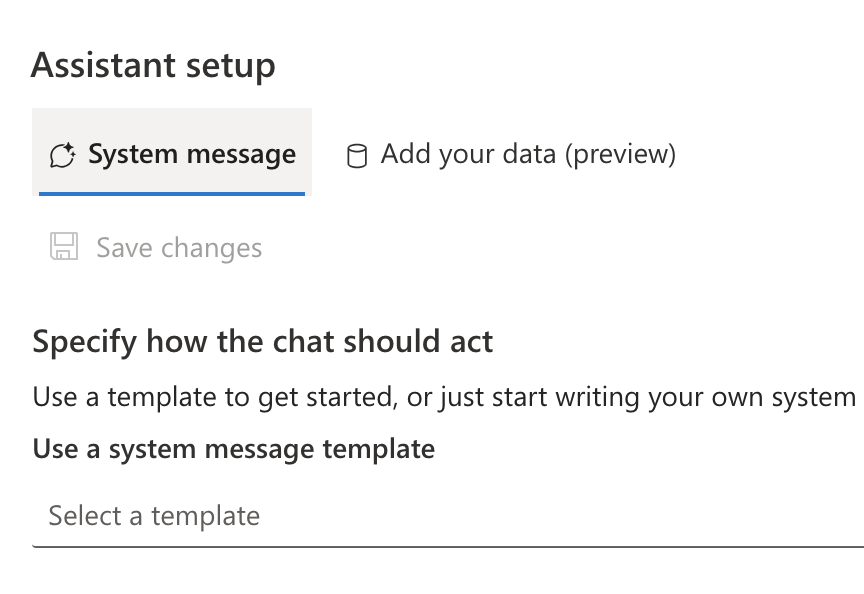 Assistant setup
System message
Add your data (preview)
Save changes
Specify how the chat should act
Use a template to get started, or just start writing your own system
Use a system message template
Select a template